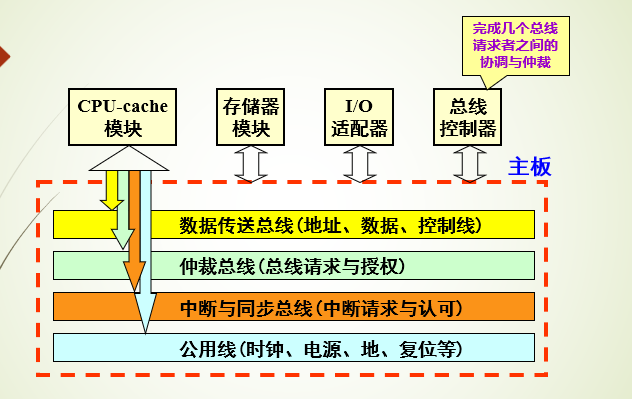 完成几个总线
请求者之间的
协调与仲裁
CPU-cache
模块
存储器
模块
I/O
适配器
总线
控制器
主板
数据传送总线(地址、数据、控制线)
仲裁总线(总线请求与授权)
中断与同步总线(中断请求与认可)
公用线(时钟、电源、地、复位等)